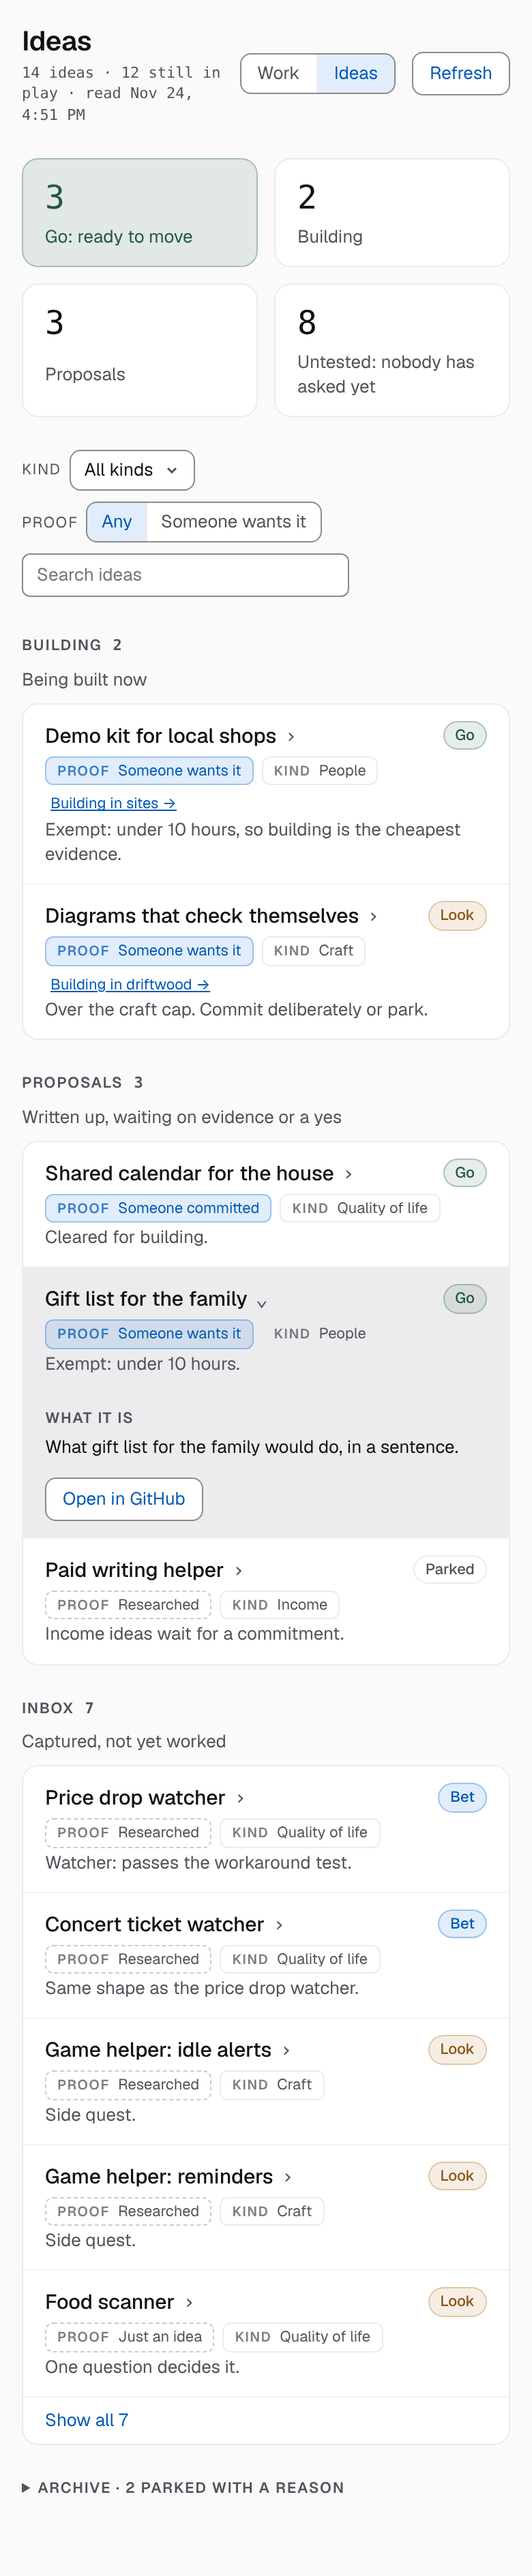 Ideas
14 ideas · 12 still in
play · read Nov 24,
4:51 PM
Work
Ideas
Refresh
3
Go: ready to move
2
Building
3
Proposals
8
Untested: nobody has
asked yet
KIND All kinds
PROOF Any Someone wants it
Search ideas
BUILDING 2
Being built now
Demo kit for local shops › Go
PROOF Someone wants it KIND People
Building in sites →
Exempt: under 10 hours, so building is the cheapest
evidence.
Diagrams that check themselves › Look
PROOF Someone wants it KIND Craft
Building in driftwood →
Over the craft cap. Commit deliberately or park.
PROPOSALS 3
Written up, waiting on evidence or a yes
Shared calendar for the house › Go
PROOF Someone committed KIND Quality of life
Cleared for building.
Gift list for the family Go
PROOF Someone wants it KIND People
Exempt: under 10 hours.
WHAT IT IS
What gift list for the family would do, in a sentence.
Open in GitHub
Paid writing helper › Parked
PROOF Researched KIND Income
Income ideas wait for a commitment.
INBOX 7
Captured, not yet worked
Price drop watcher › Bet
PROOF Researched KIND Quality of life
Watcher: passes the workaround test.
Concert ticket watcher › Bet
PROOF Researched KIND Quality of life
Same shape as the price drop watcher.
Game helper: idle alerts › Look
PROOF Researched KIND Craft
Side quest.
Game helper: reminders › Look
PROOF Researched KIND Craft
Side quest.
Food scanner › Look
PROOF Just an idea KIND Quality of life
One question decides it.
Show all 7
▶ ARCHIVE · 2 PARKED WITH A REASON